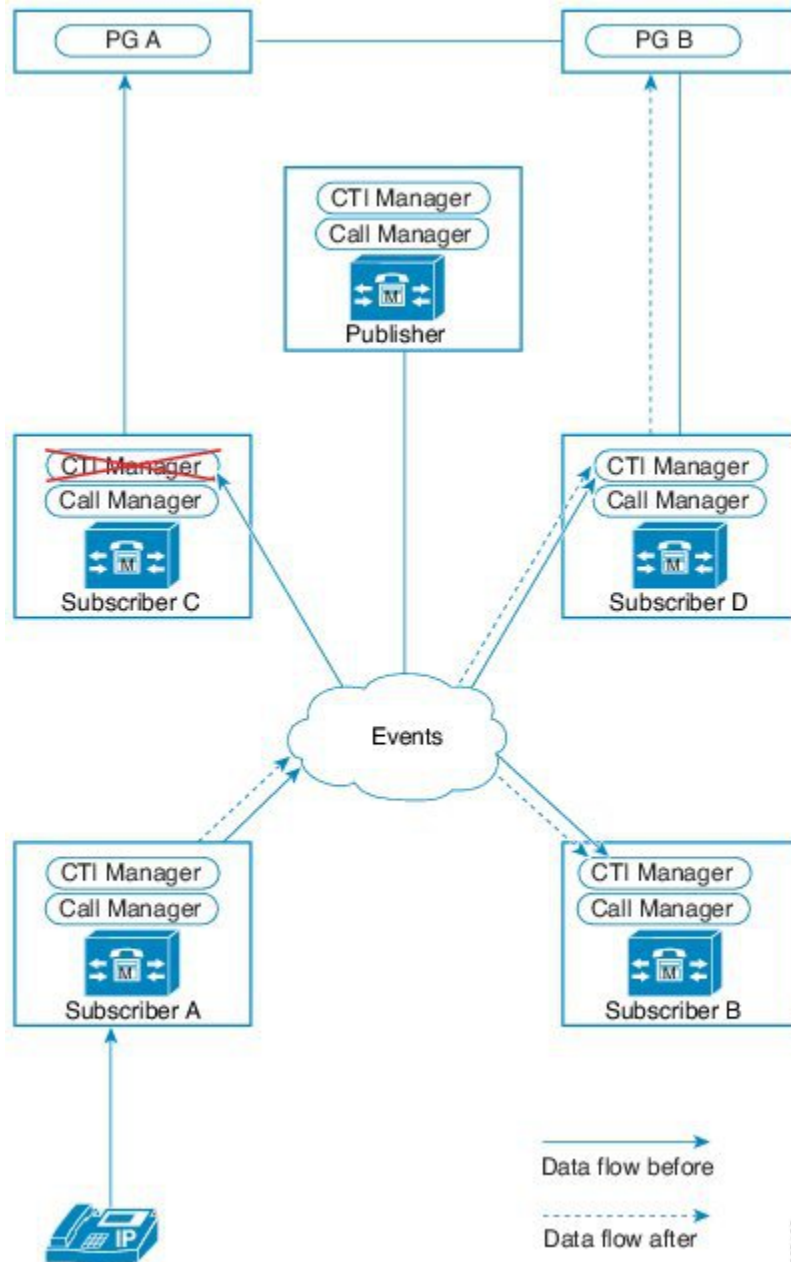 PG A
PG B
CTI Manager
Call Manager
M
Publisher
CTI Manager
Call Manager
M
Subscriber C
CTI Manager
Call Manager
M
Subscriber D
Events
CTI Manager
Call Manager
M
Subscriber A
CTI Manager
Call Manager
M
Subscriber B
Data flow before
Data flow after
IP